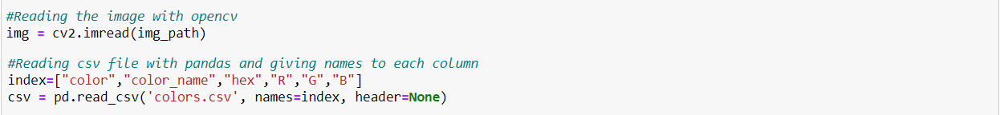 #Reading the image with opencv
img = cv2.imread(img_path)
#Reading csv file with pandas and giving names to each column
index=["color","color_name","hex","R","G","B"]
csv = pd.read_csv('colors.csv', names=index, header=None)